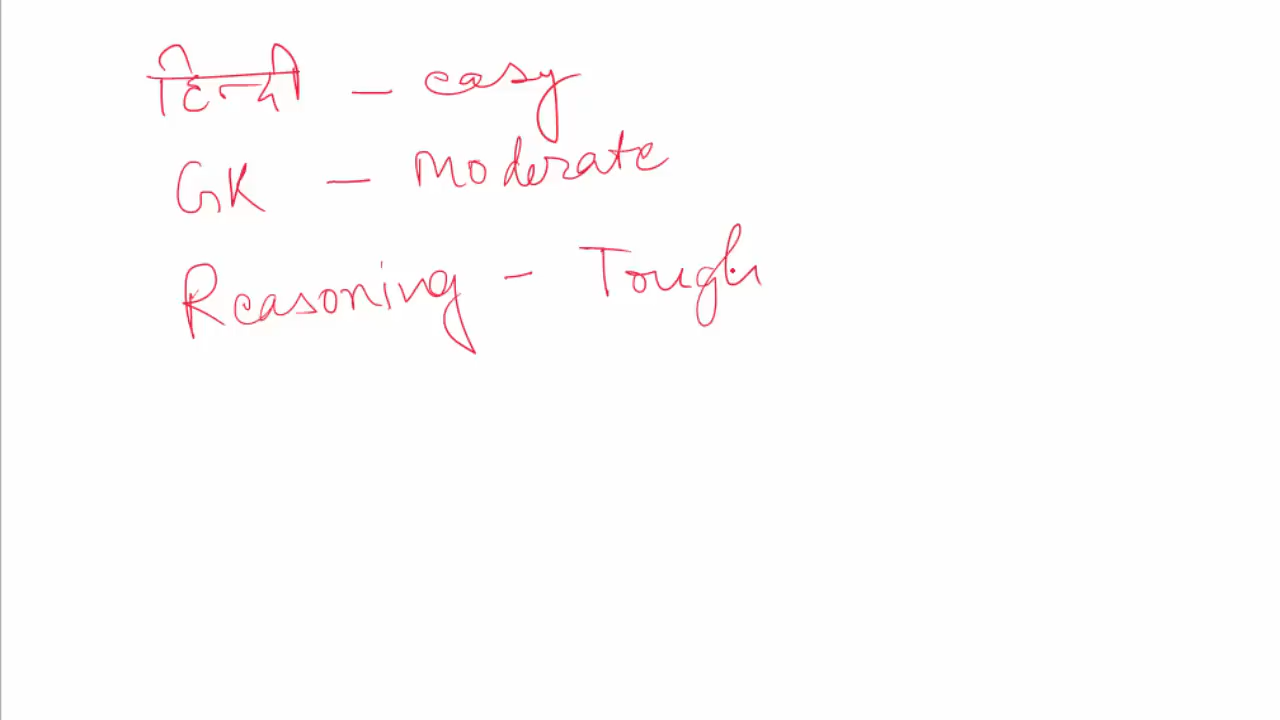 हिन्दी - easy
GK - Moderate
Reasoning - Tough